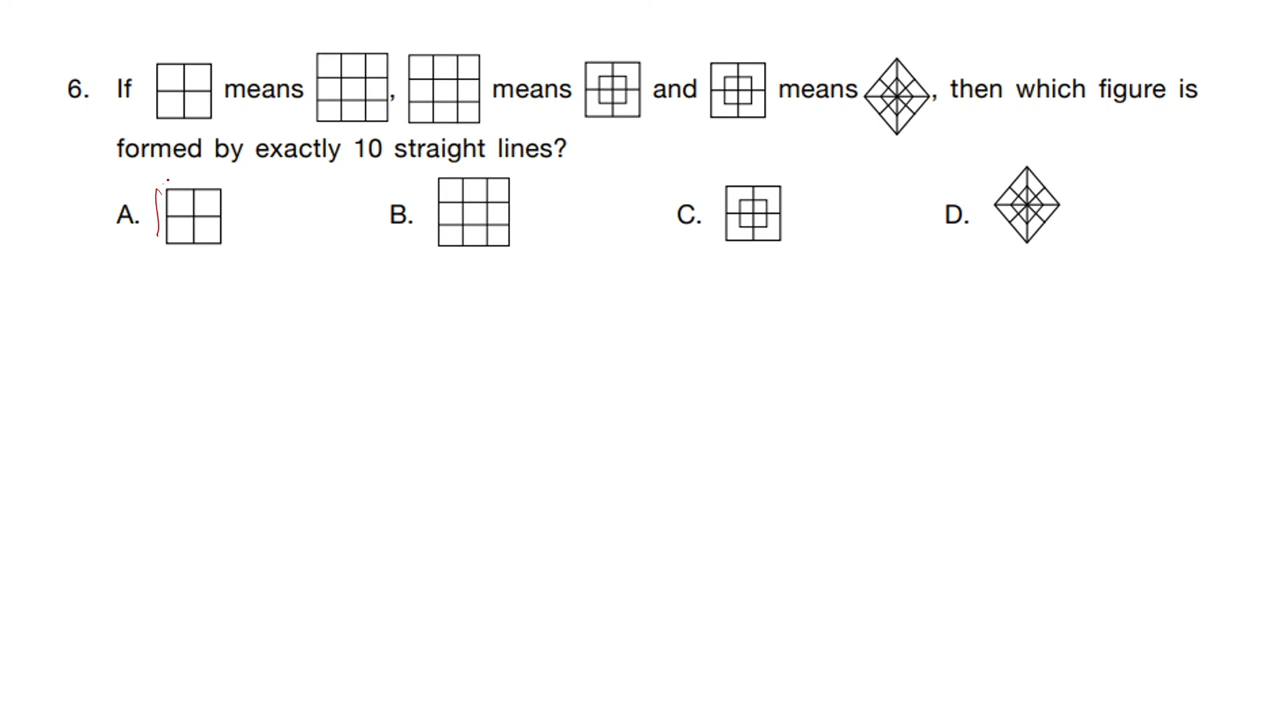 6. If means , means and means , then which figure is
formed by exactly 10 straight lines?
A. B. C. D.